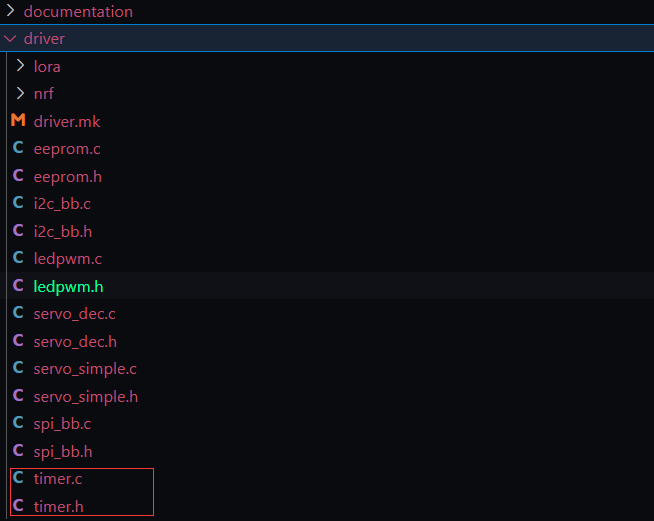 documentation
driver
lora
nrf
M driver.mk
C eeprom.c
C eeprom.h
C i2c_bb.c
C i2c_bb.h
C ledpwm.c
C ledpwm.h
C servo_dec.c
C servo_dec.h
C servo_simple.c
C servo_simple.h
C spi_bb.c
C spi_bb.h
C timer.c
C timer.h